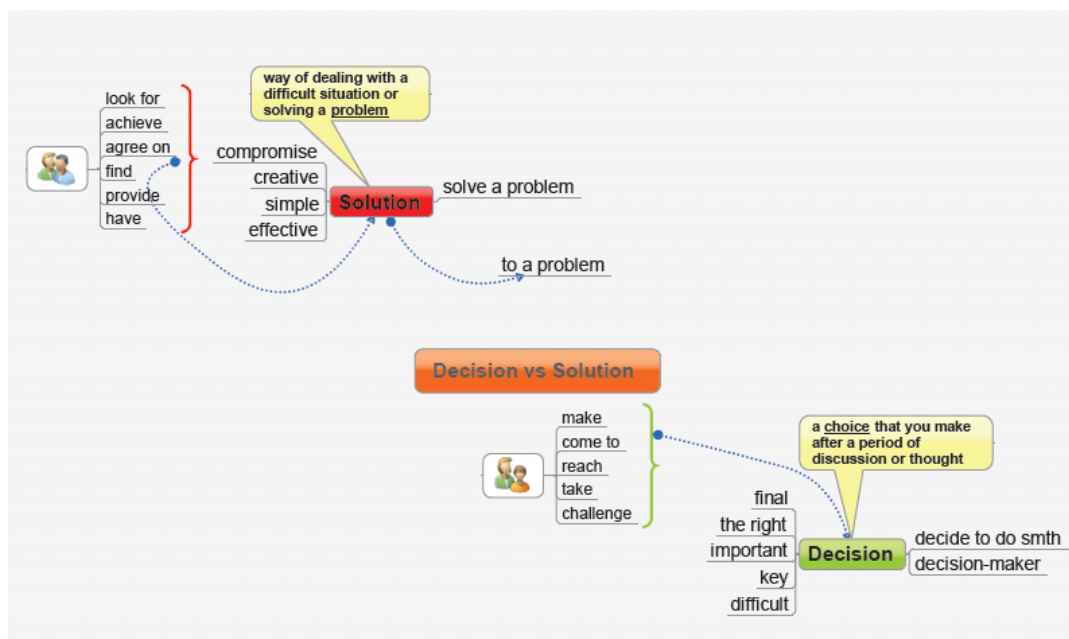 way of dealing with a
difficult situation or
solving a problem
look for
achieve
agree on
find
provide
have
compromise
creative
simple
effective
Solution
solve a problem
to a problem
Decision vs Solution
make
come to
reach
take
challenge
a choice that you make
after a period of
discussion or thought
final
the right
important
key
difficult
Decision
decide to do smth
decision-maker